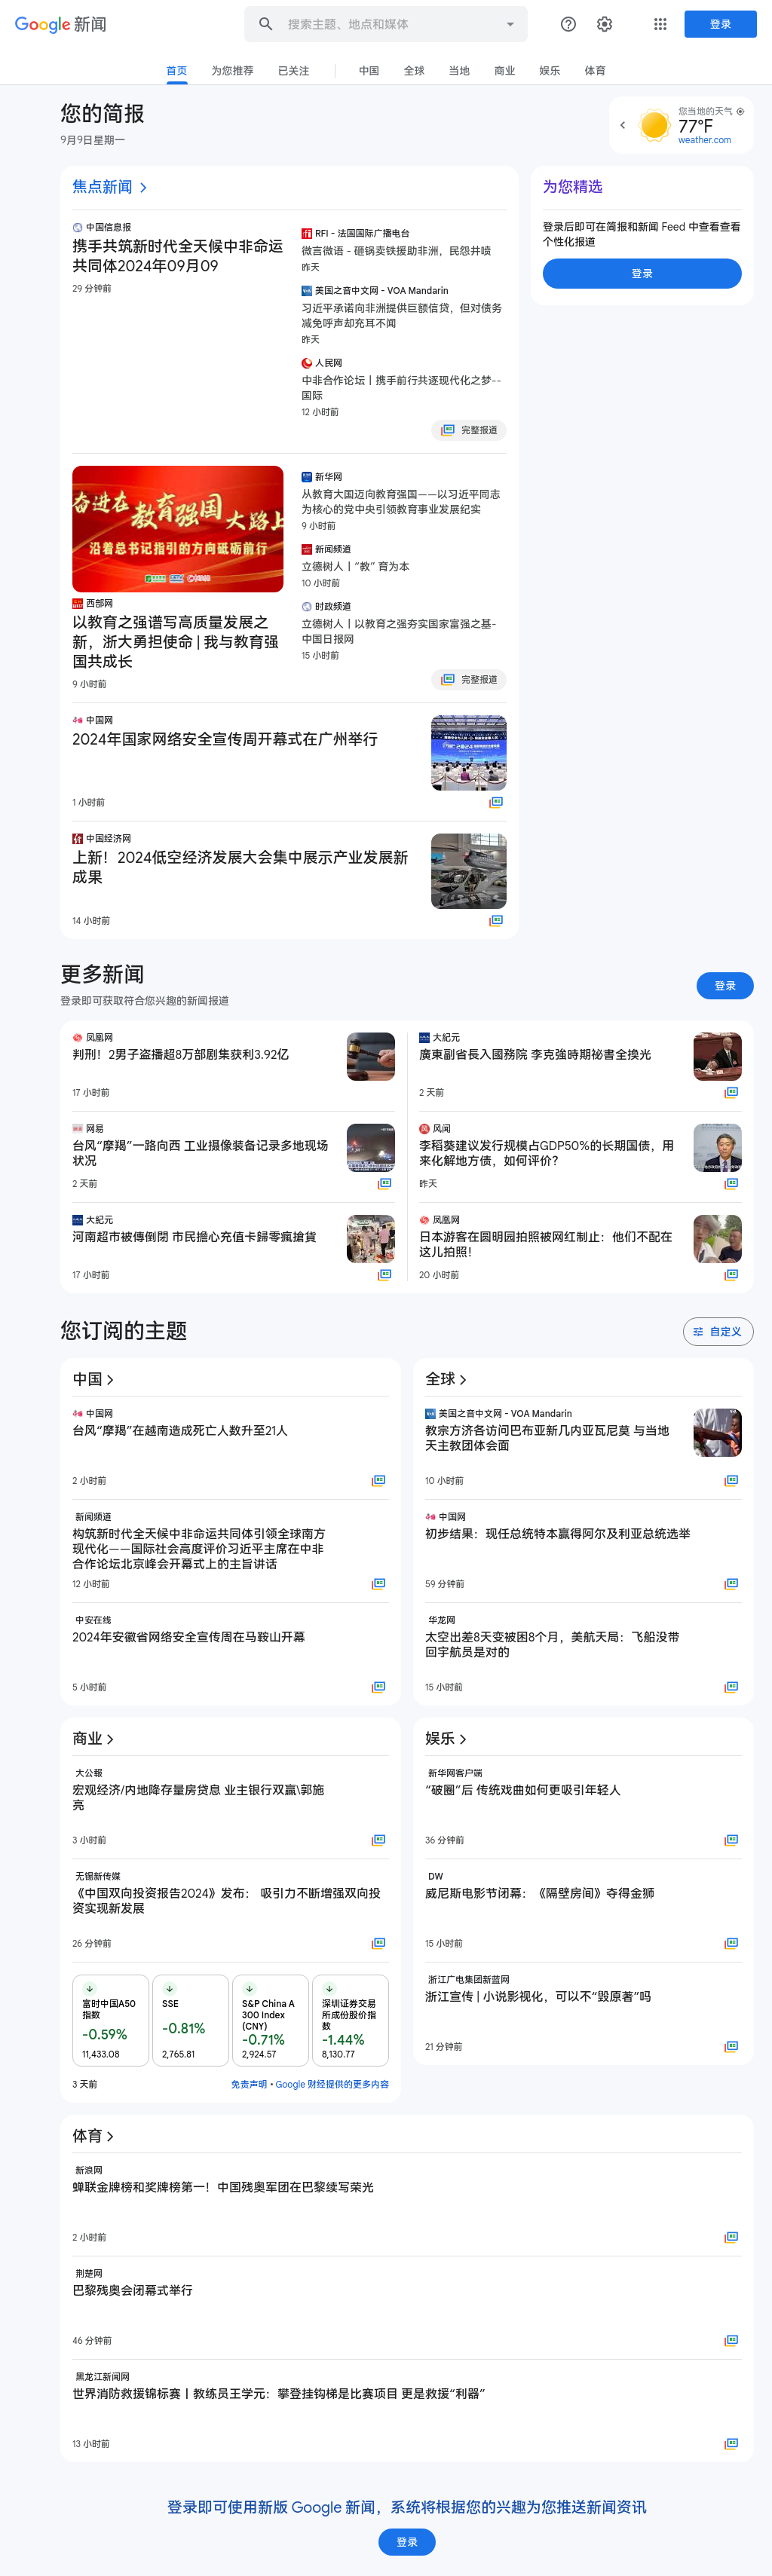 Google 新闻
搜索主题、地点和媒体
登录
首页 为您推荐 已关注 中国 全球 当地 商业 娱乐 体育
您的简报
9月9日星期一
您当地的天气
77°F
weather.com
焦点新闻
中国信息报
携手共筑新时代全天候中非命运
共同体2024年09月09
29 分钟前
RFI - 法国国际广播电台
微言微语 - 砸锅卖铁援助非洲，民怨井喷
昨天
美国之音中文网 - VOA Mandarin
习近平承诺向非洲提供巨额信贷，但对债务
减免呼声却充耳不闻
昨天
人民网
中非合作论坛丨携手前行共逐现代化之梦--
国际
12 小时前
完整报道
为您精选
登录后即可在简报和新闻 Feed 中查看查看
个性化报道
登录
奋进在教育强国大路上
沿着总书记指引的方向砥砺前行
西部网
以教育之强谱写高质量发展之
新，浙大勇担使命 | 我与教育强
国共成长
9 小时前
新华网
从教育大国迈向教育强国——以习近平同志
为核心的党中央引领教育事业发展纪实
9 小时前
新闻频道
立德树人丨“教” 育为本
10 小时前
时政频道
立德树人丨以教育之强夯实国家富强之基-
中国日报网
15 小时前
完整报道
中国网
2024年国家网络安全宣传周开幕式在广州举行
1 小时前
中国经济网
上新！2024低空经济发展大会集中展示产业发展新
成果
14 小时前
更多新闻
登录即可获取符合您兴趣的新闻报道
登录
凤凰网
判刑！2男子盗播超8万部剧集获利3.92亿
17 小时前
大紀元
廣東副省長入國務院 李克強時期祕書全換光
2 天前
网易
台风“摩羯”一路向西 工业摄像装备记录多地现场
状况
2 天前
风闻
李稻葵建议发行规模占GDP50%的长期国债，用
来化解地方债，如何评价？
昨天
大紀元
河南超市被傳倒閉 市民擔心充值卡歸零瘋搶貨
17 小时前
凤凰网
日本游客在圆明园拍照被网红制止：他们不配在
这儿拍照！
20 小时前
您订阅的主题
自定义
中国
中国网
台风“摩羯”在越南造成死亡人数升至21人
2 小时前
新闻频道
构筑新时代全天候中非命运共同体引领全球南方
现代化——国际社会高度评价习近平主席在中非
合作论坛北京峰会开幕式上的主旨讲话
12 小时前
中安在线
2024年安徽省网络安全宣传周在马鞍山开幕
5 小时前
全球
美国之音中文网 - VOA Mandarin
教宗方济各访问巴布亚新几内亚瓦尼莫 与当地
天主教团体会面
10 小时前
中国网
初步结果：现任总统特本赢得阿尔及利亚总统选举
59 分钟前
华龙网
太空出差8天变被困8个月，美航天局：飞船没带
回宇航员是对的
15 小时前
商业
大公報
宏观经济/内地降存量房贷息 业主银行双赢\郭施
亮
3 小时前
无锡新传媒
《中国双向投资报告2024》发布： 吸引力不断增强双向投
资实现新发展
26 分钟前
富时中国A50
指数
-0.59%
11,433.08
SSE
-0.81%
2,765.81
S&P China A
300 Index
(CNY)
-0.71%
2,924.57
深圳证券交易
所成份股价指
数
-1.44%
8,130.77
3 天前
免责声明 • Google 财经提供的更多内容
娱乐
新华网客户端
“破圈”后 传统戏曲如何更吸引年轻人
36 分钟前
DW
威尼斯电影节闭幕：《隔壁房间》夺得金狮
15 小时前
浙江广电集团新蓝网
浙江宣传 | 小说影视化，可以不“毁原著”吗
21 分钟前
体育
新浪网
蝉联金牌榜和奖牌榜第一！中国残奥军团在巴黎续写荣光
2 小时前
荆楚网
巴黎残奥会闭幕式举行
46 分钟前
黑龙江新闻网
世界消防救援锦标赛丨教练员王学元：攀登挂钩梯是比赛项目 更是救援“利器”
13 小时前
登录即可使用新版 Google 新闻，系统将根据您的兴趣为您推送新闻资讯
登录